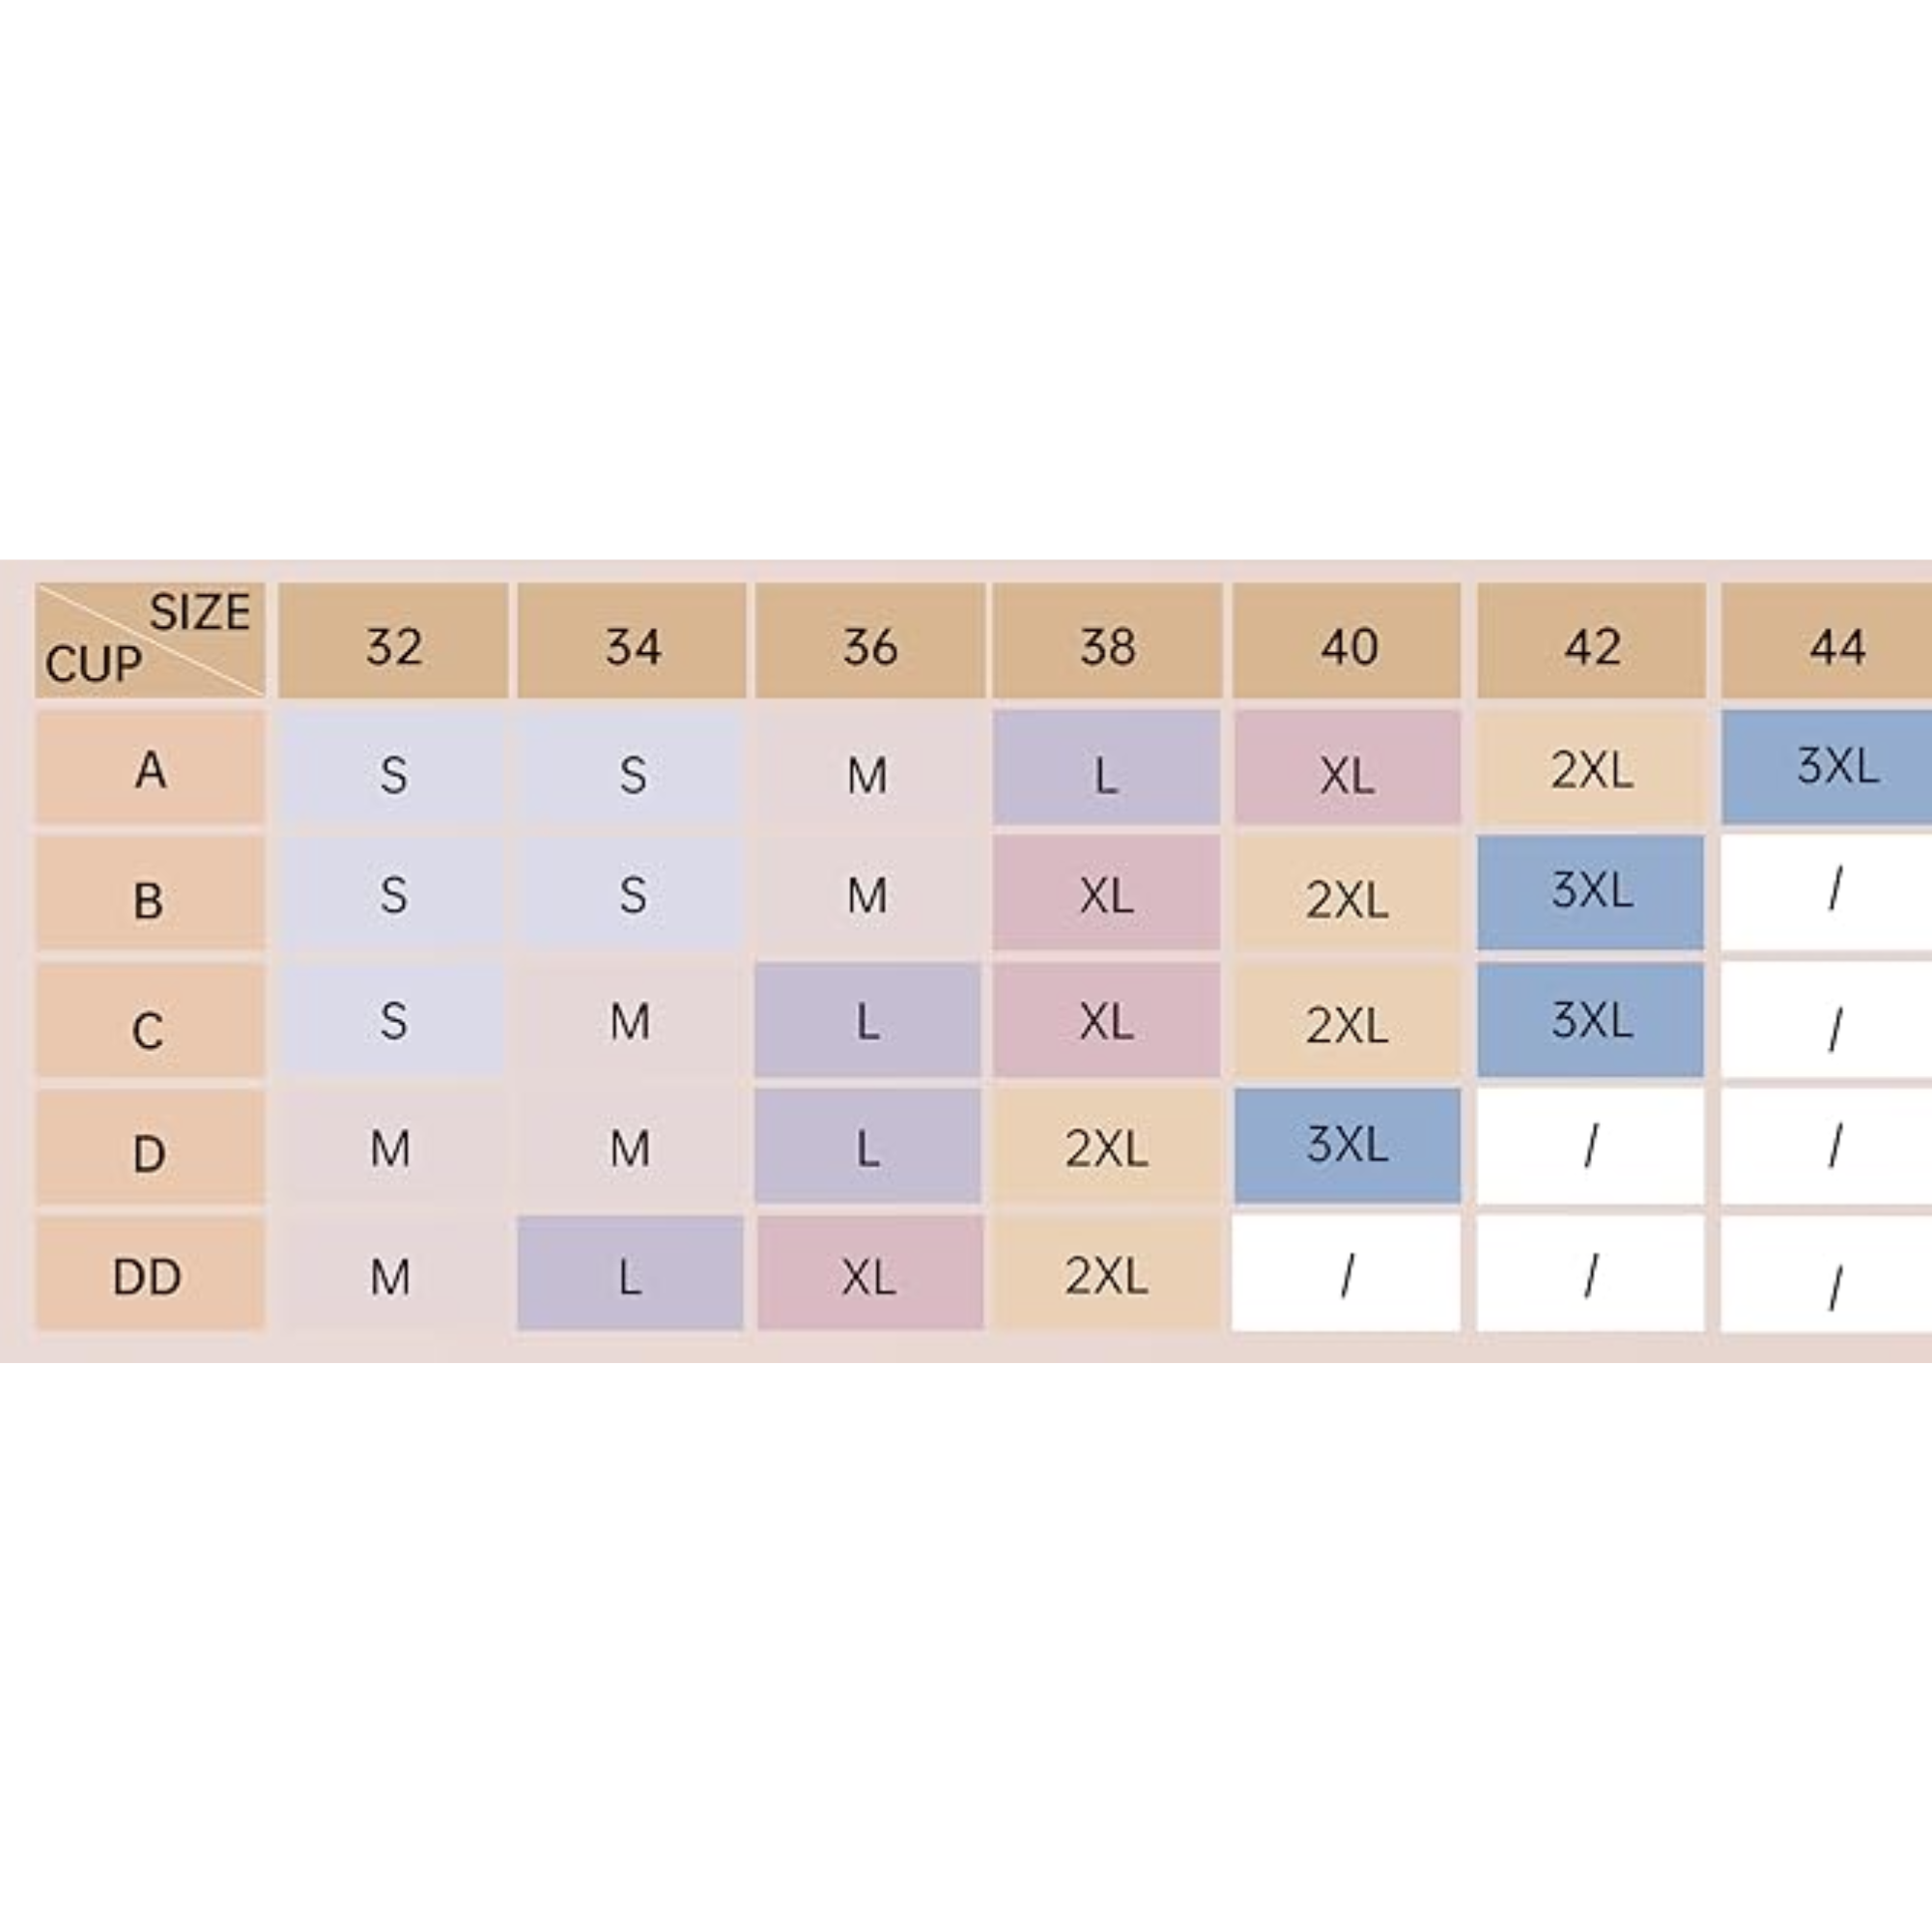 SIZE
CUP 32 34 36 38 40 42 44
A S S M L XL 2XL 3XL
B S S M XL 2XL 3XL /
C S M L XL 2XL 3XL /
D M M L 2XL 3XL / /
DD M L XL 2XL / / /